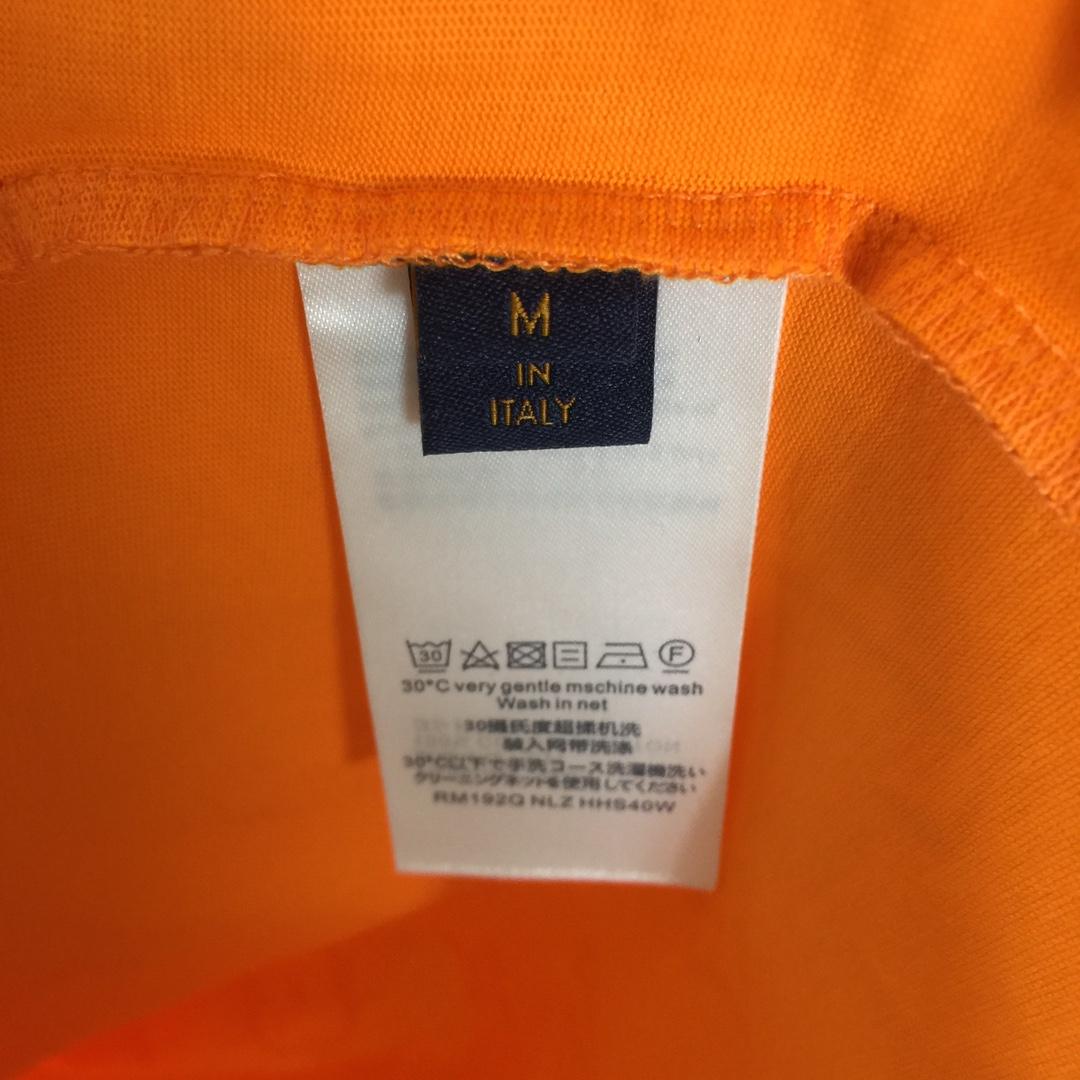 M
IN
ITALY
30
F
30°C very gentle mschine wash
Wash in net
30攝氏度超揉机洗
装入网带洗涤
30°C以下で手洗コース洗濯機洗い
クリーニングネットを使用してください
RM192Q NLZ HHS40W